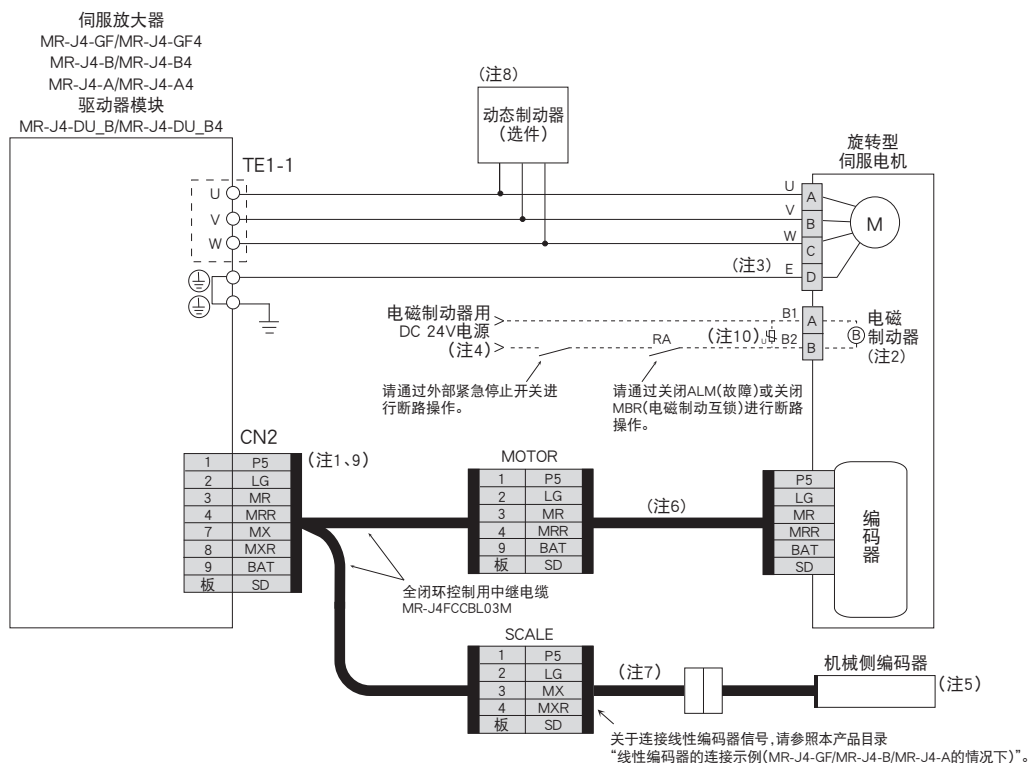 伺服放大器
MR-J4-GF/MR-J4-GF4
MR-J4-B/MR-J4-B4
MR-J4-A/MR-J4-A4
驱动器模块
MR-J4-DU_B/MR-J4-DU_B4
(注8)
动态制动器
(选件)
旋转型
伺服电机
TE1-1
U
V
W
U
V
W
(注3) E
A
B
C
D
M
电磁制动器用
DC 24V电源
(注4)
RA
(注10)
U
B1
B2
A
B
B
电磁
制动器
(注2)
请通过外部紧急停止开关进
行断路操作。
请通过关闭ALM(故障)或关闭
MBR(电磁制动互锁)进行断路
操作。
CN2
(注1、9)
1 P5
2 LG
3 MR
4 MRR
7 MX
8 MXR
9 BAT
板 SD
MOTOR
1 P5
2 LG
3 MR
4 MRR
9 BAT
板 SD
(注6)
P5
LG
MR
MRR
BAT
SD
编
码
器
全闭环控制用中继电缆
MR-J4FCCBL03M
SCALE
1 P5
2 LG
3 MX
4 MXR
板 SD
(注7)
机械侧编码器
(注5)
关于连接线性编码器信号,请参照本产品目录
“线性编码器的连接示例(MR-J4-GF/MR-J4-B/MR-J4-A的情况下)”。